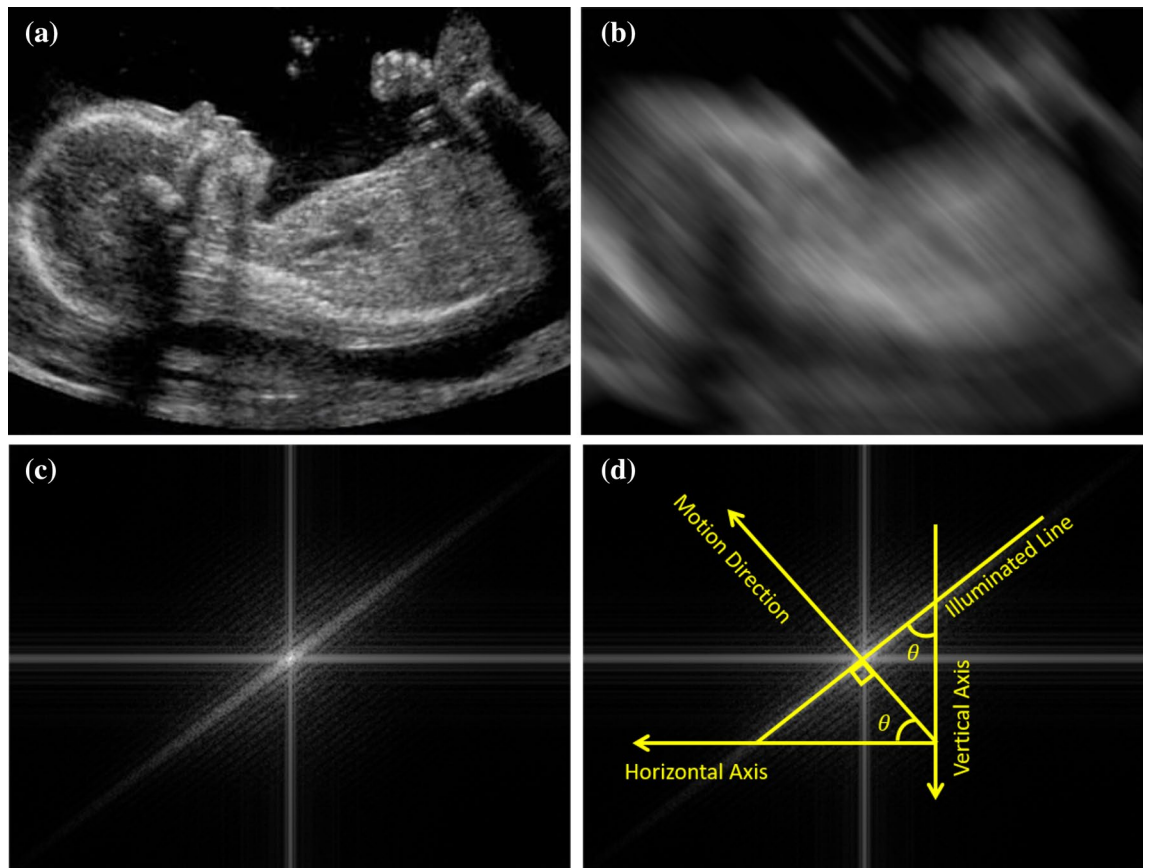 (a)
(b)
(c)
(d)
Motion Direction
Illuminated Line
θ
θ
Vertical Axis
Horizontal Axis